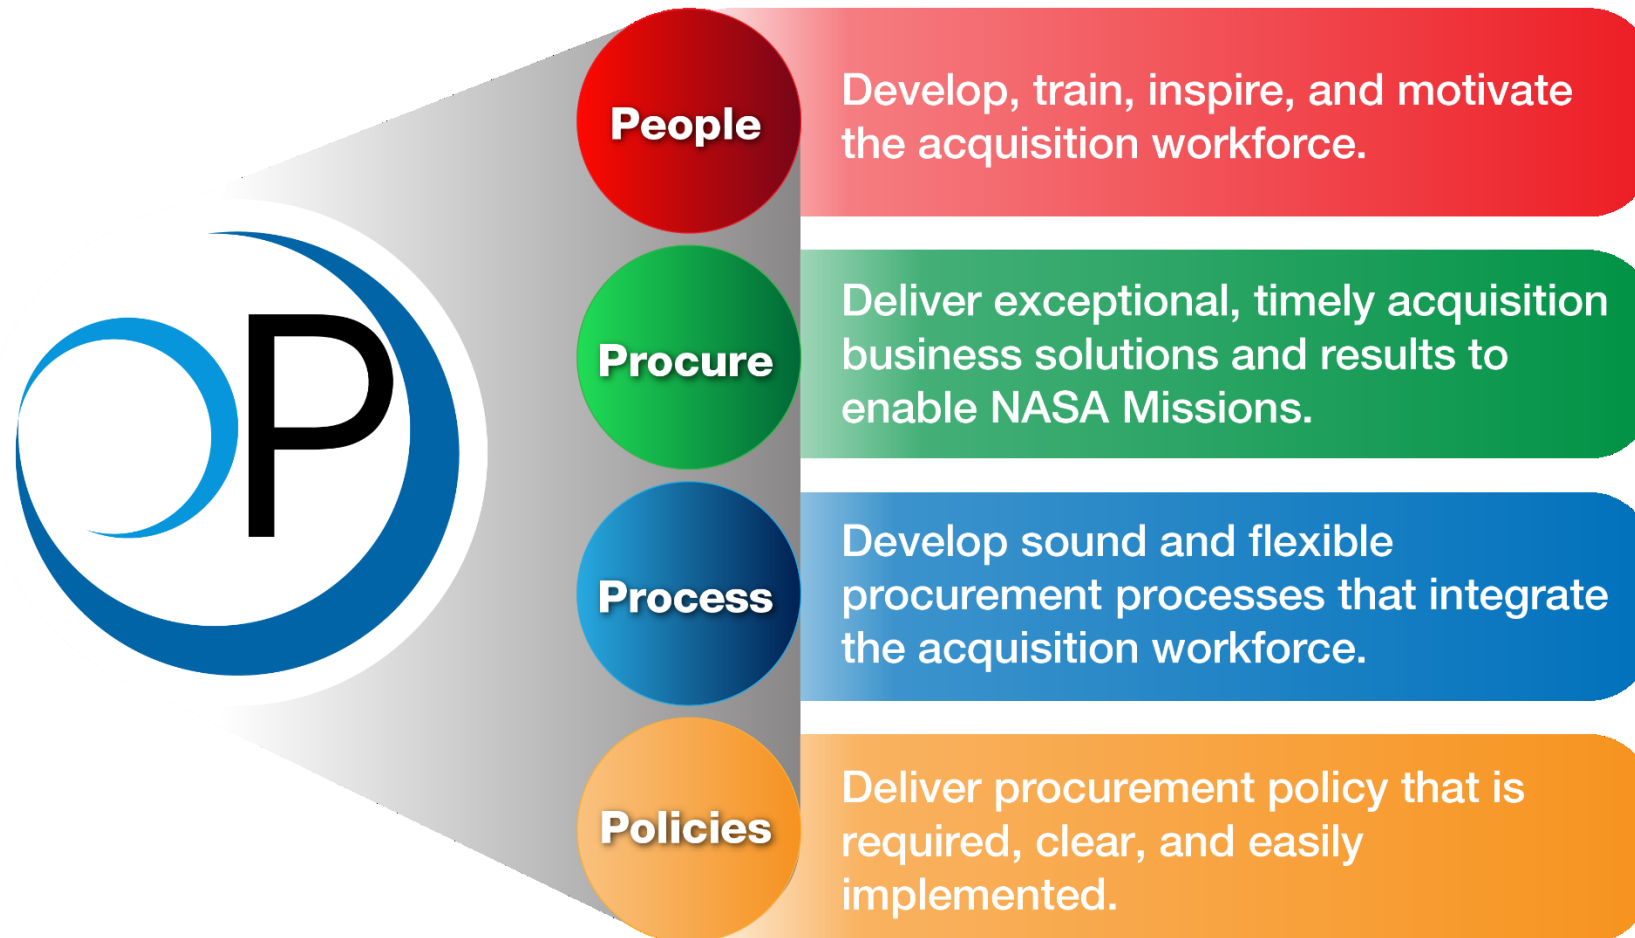 OP
People
Develop, train, inspire, and motivate
the acquisition workforce.
Procure
Deliver exceptional, timely acquisition
business solutions and results to
enable NASA Missions.
Process
Develop sound and flexible
procurement processes that integrate
the acquisition workforce.
Policies
Deliver procurement policy that is
required, clear, and easily
implemented.